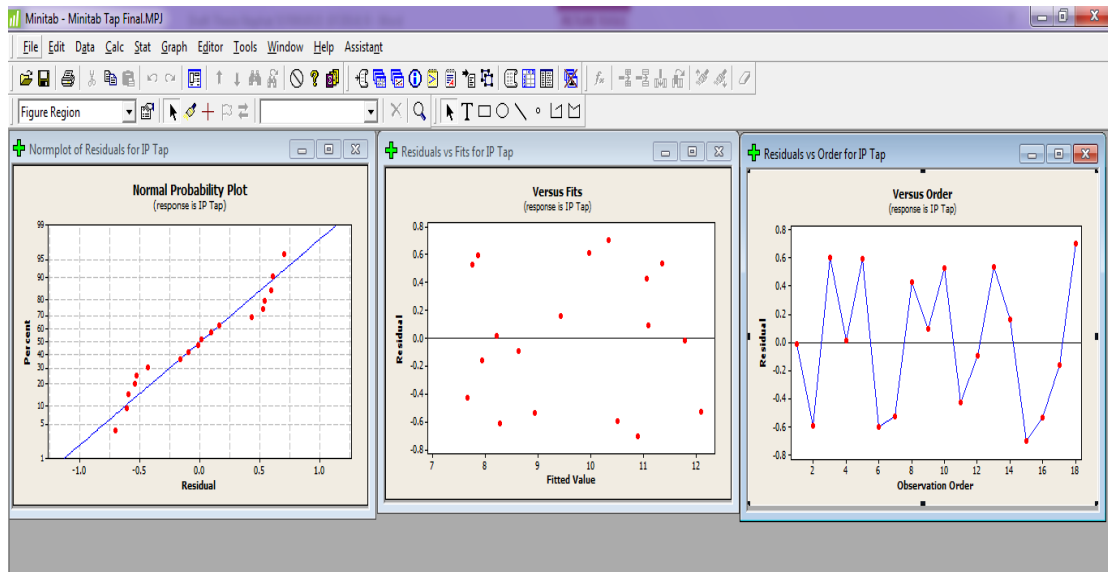 Minitab - Minitab Tap Final.MPJ
File Edit Data Calc Stat Graph Editor Tools Window Help Assistant
Figure Region
Normplot of Residuals for IP Tap
Normal Probability Plot
(response is IP Tap)
Percent
99
95
90
80
70
60
50
40
30
20
10
5
1
-1.0 -0.5 0.0 0.5 1.0
Residual
Residuals vs Fits for IP Tap
Versus Fits
(response is IP Tap)
Residual
0.8
0.6
0.4
0.2
0.0
-0.2
-0.4
-0.6
-0.8
7 8 9 10 11 12
Fitted Value
Residuals vs Order for IP Tap
Versus Order
(response is IP Tap)
Residual
0.8
0.6
0.4
0.2
0.0
-0.2
-0.4
-0.6
-0.8
2 4 6 8 10 12 14 16 18
Observation Order